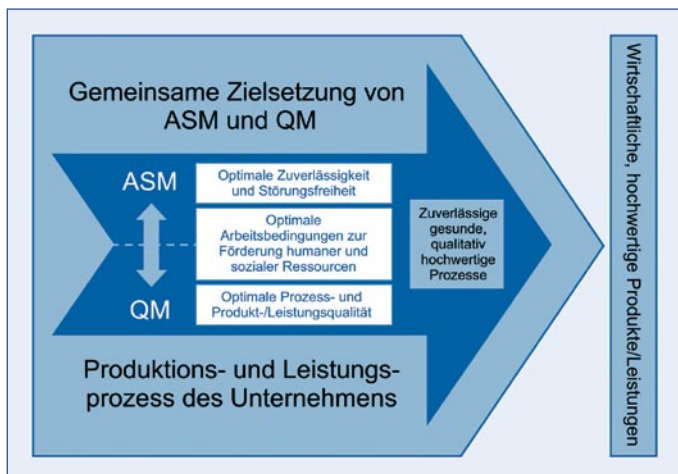 Gemeinsame Zielsetzung von
ASM und QM
ASM
QM
Optimale Zuverlässigkeit
und Störungsfreiheit
Optimale
Arbeitsbedingungen zur
Förderung humaner und
sozialer Ressourcen
Optimale Prozess- und
Produkt-/Leistungsqualität
Zuverlässige
gesunde,
qualitativ
hochwertige
Prozesse
Produktions- und Leistungs-
prozess des Unternehmens
Wirtschaftliche, hochwertige Produkte/Leistungen